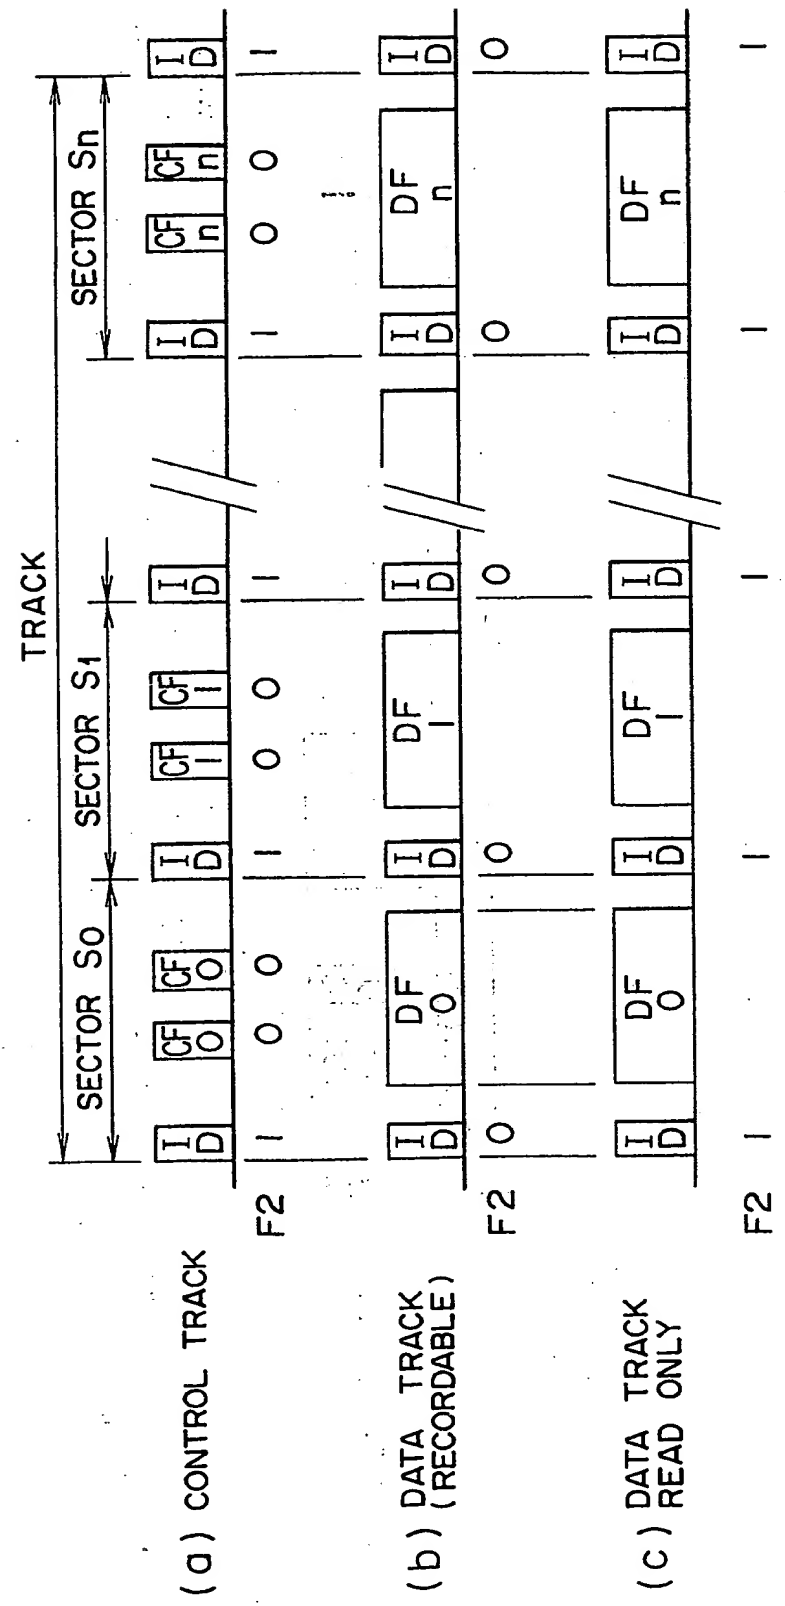 TRACK
SECTOR S0
SECTOR S1
SECTOR Sn
(a) CONTROL TRACK
ID
CF 0
CF 0
ID
CF 1
CF 1
ID
ID
CF n
CF n
ID
F2
1
0
0
1
0
0
1
1
0
0
1
(b) DATA TRACK
(RECORDABLE)
ID
DF 0
ID
DF 1
ID
ID
DF n
ID
F2
0
0
0
0
0
(c) DATA TRACK
READ ONLY
ID
DF 0
ID
DF 1
ID
ID
DF n
ID
F2
1
1
1
1
1